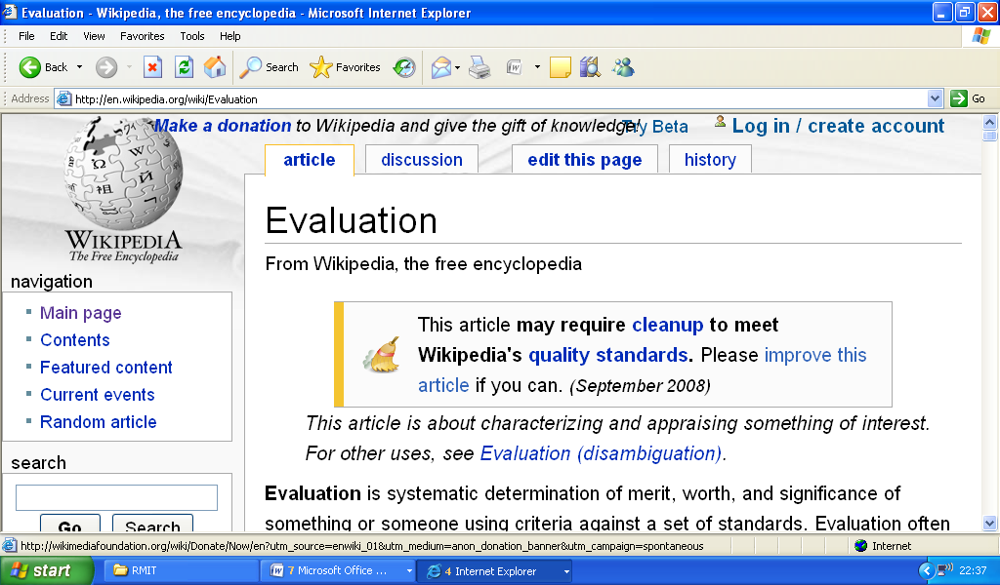 Evaluation - Wikipedia, the free encyclopedia - Microsoft Internet Explorer
File Edit View Favorites Tools Help
Back Search Favorites
Address http://en.wikipedia.org/wiki/Evaluation Go
Make a donation to Wikipedia and give the gift of knowledge! Try Beta Log in / create account
article discussion edit this page history
WIKIPEDIA
The Free Encyclopedia
Evaluation
From Wikipedia, the free encyclopedia
navigation
Main page
Contents
Featured content
Current events
Random article
search
Go Search
This article may require cleanup to meet
Wikipedia's quality standards. Please improve this
article if you can. (September 2008)
This article is about characterizing and appraising something of interest.
For other uses, see Evaluation (disambiguation).
Evaluation is systematic determination of merit, worth, and significance of
something or someone using criteria against a set of standards. Evaluation often
http://wikimediafoundation.org/wiki/Donate/Now/en?utm_source=enwiki_01&utm_medium=anon_donation_banner&utm_campaign=spontaneous Internet
start RMIT 7 Microsoft Office ... 4 Internet Explorer 22:37